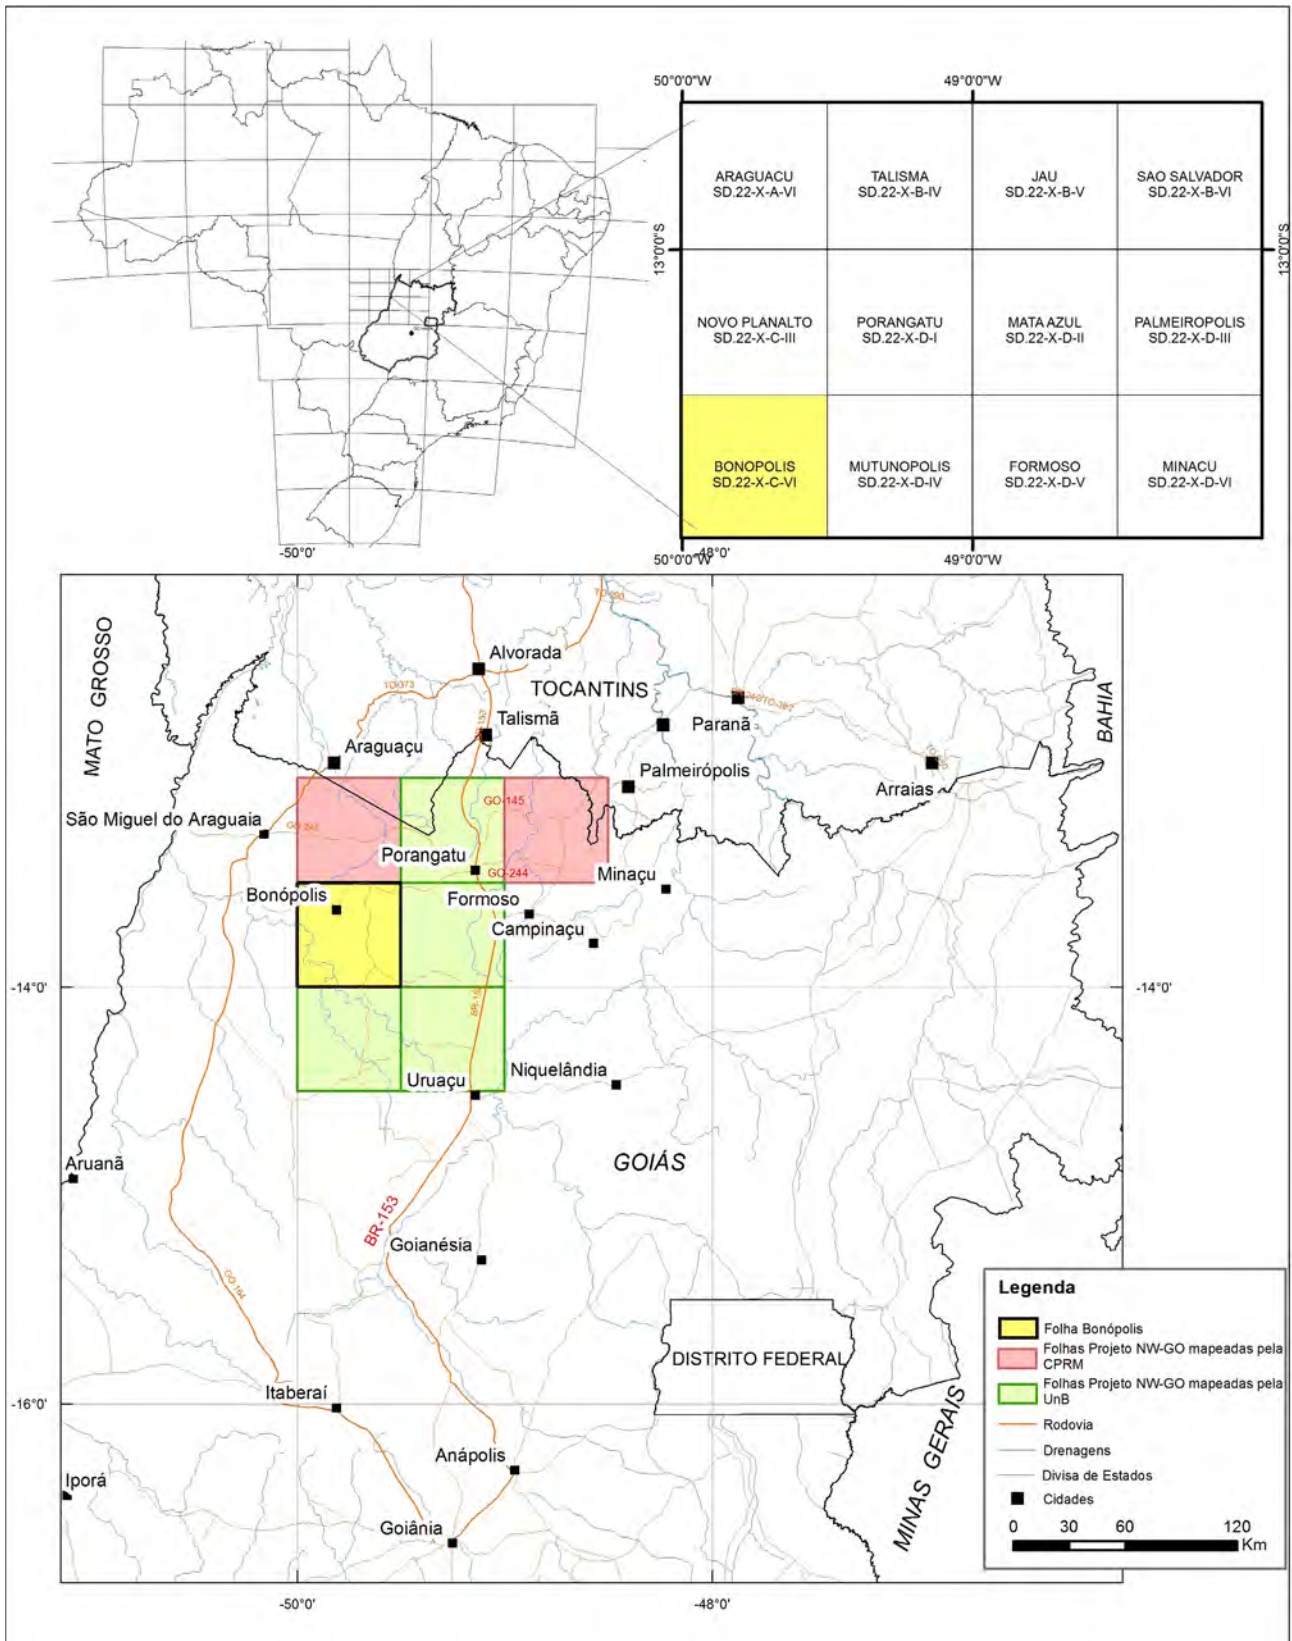 50°0'0"W
49°0'0"W
ARAGUACU
SD.22-X-A-VI
TALISMA
SD.22-X-B-IV
JAU
SD.22-X-B-V
SAO SALVADOR
SD.22-X-B-VI
13°0'0"S
13°0'0"S
NOVO PLANALTO
SD.22-X-C-III
PORANGATU
SD.22-X-D-I
MATA AZUL
SD.22-X-D-II
PALMEIROPOLIS
SD.22-X-D-III
BONOPOLIS
SD.22-X-C-VI
MUTUNOPOLIS
SD.22-X-D-IV
FORMOSO
SD.22-X-D-V
MINACU
SD.22-X-D-VI
50°0'0"W
49°0'0"W
-50°0'
-48°0'
MATO GROSSO
Alvorada
TO-373
TOCANTINS
BAHIA
Talismã
Paranã
Araguaçu
Palmeirópolis
Arraias
GO-145
São Miguel do Araguaia
Porangatu
GO-244
Minaçu
Bonópolis
Formoso
Campinaçu
-14°0'
-14°0'
Niquelândia
Uruaçu
GOIÁS
Aruanã
BR-153
Goianésia
GO-164
DISTRITO FEDERAL
Itaberaí
-16°0'
Anápolis
Iporá
Goiânia
MINAS GERAIS
-50°0'
-48°0'
Legenda
Folha Bonópolis
Folhas Projeto NW-GO mapeadas pela
CPRM
Folhas Projeto NW-GO mapeadas pela
UnB
Rodovia
Drenagens
Divisa de Estados
Cidades
0 30 60 120
Km